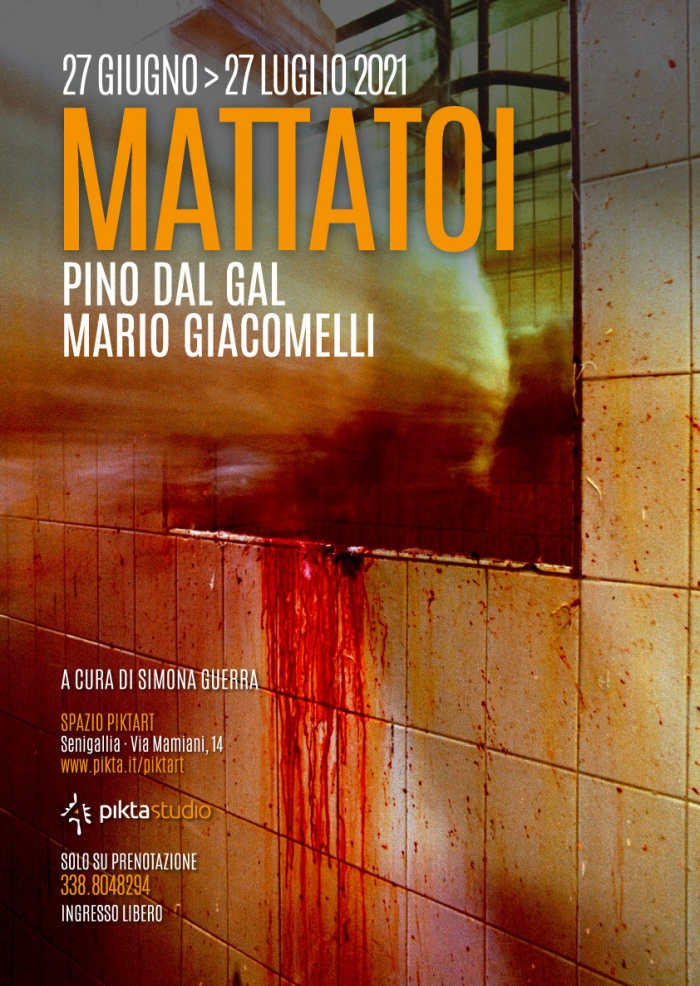 27 GIUGNO > 27 LUGLIO 2021
MATTATOI
PINO DAL GAL
MARIO GIACOMELLI
A CURA DI SIMONA GUERRA
SPAZIO PIKTART
Senigallia · Via Mamiani, 14
www.pikta.it/piktart
piktastudio
SOLO SU PRENOTAZIONE
338.8048294
INGRESSO LIBERO